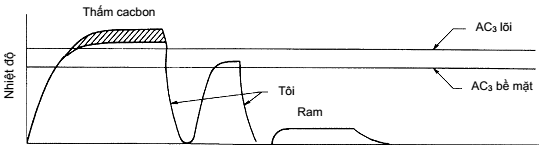 Thấm cacbon
AC₃ lõi
Nhiệt độ
AC₃ bề mặt
Tôi
Ram